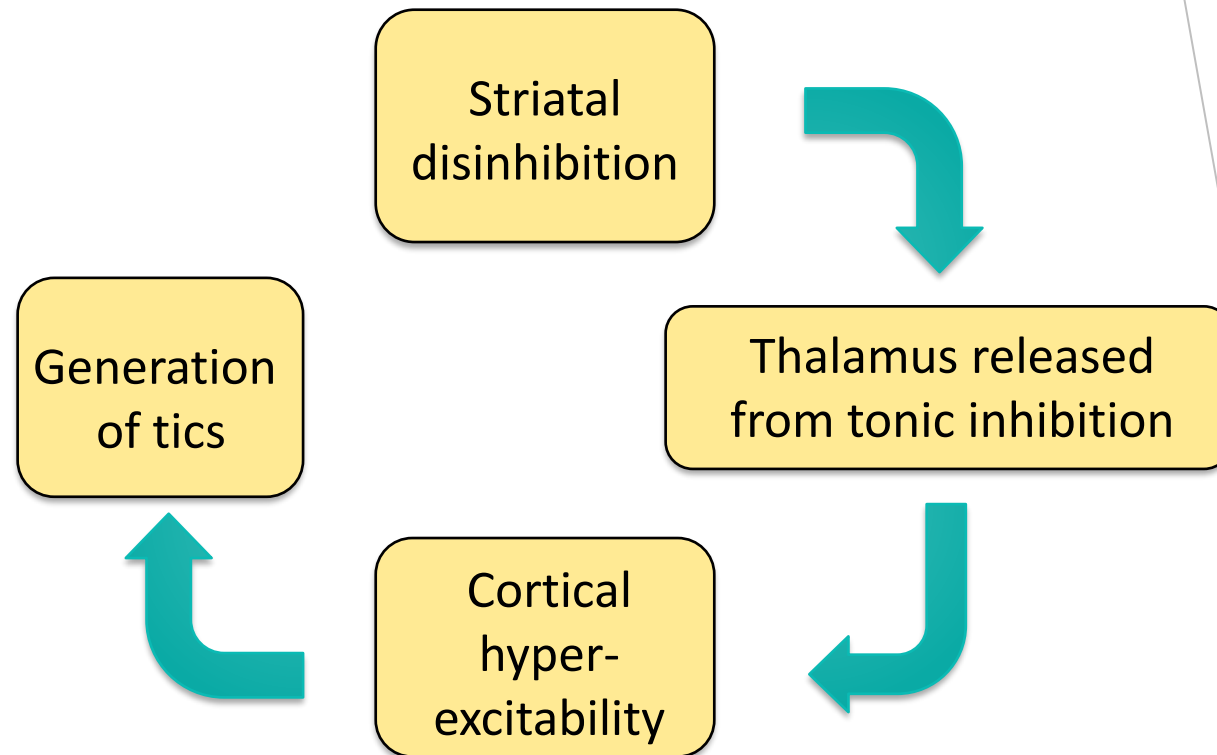 Striatal
disinhibition
Thalamus released
from tonic inhibition
Cortical
hyper-
excitability
Generation
of tics